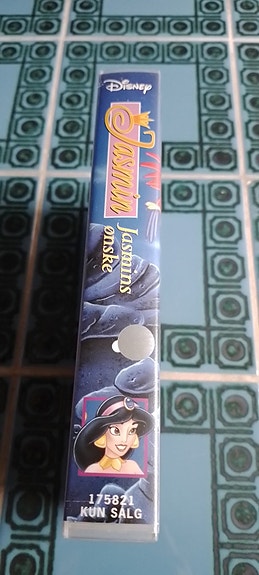 Disney
Jasmin
Jasmins
ønske
175821
KUN SALG